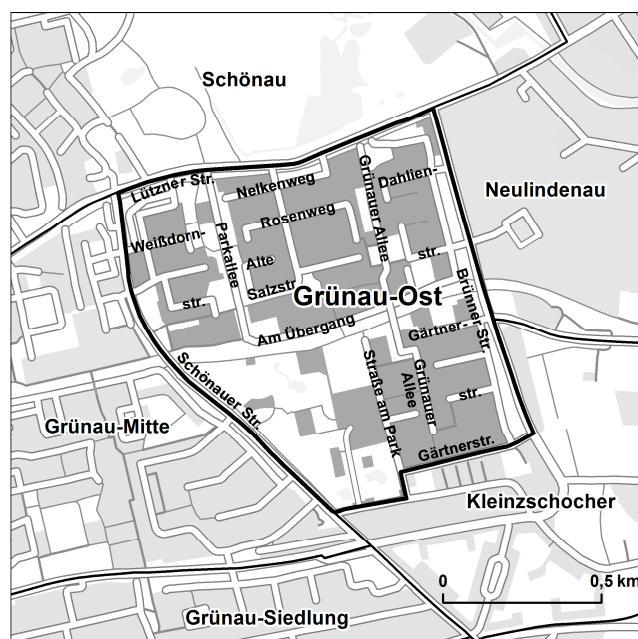 Schönau
Lützner Str.
Nelkenweg
Grünauer Allee
Dahlien-
Neulindenau
Rosenweg
Parkallee
Weißdorn-
Alte
Salzstr.
str.
str.
Grünau-Ost
Brünner Str.
Am Übergang
Gärtner-
Schönauer Str.
Straße am Park
Grünauer
Allee
str.
Grünau-Mitte
Gärtnerstr.
Kleinzschocher
0 0,5 km
Grünau-Siedlung